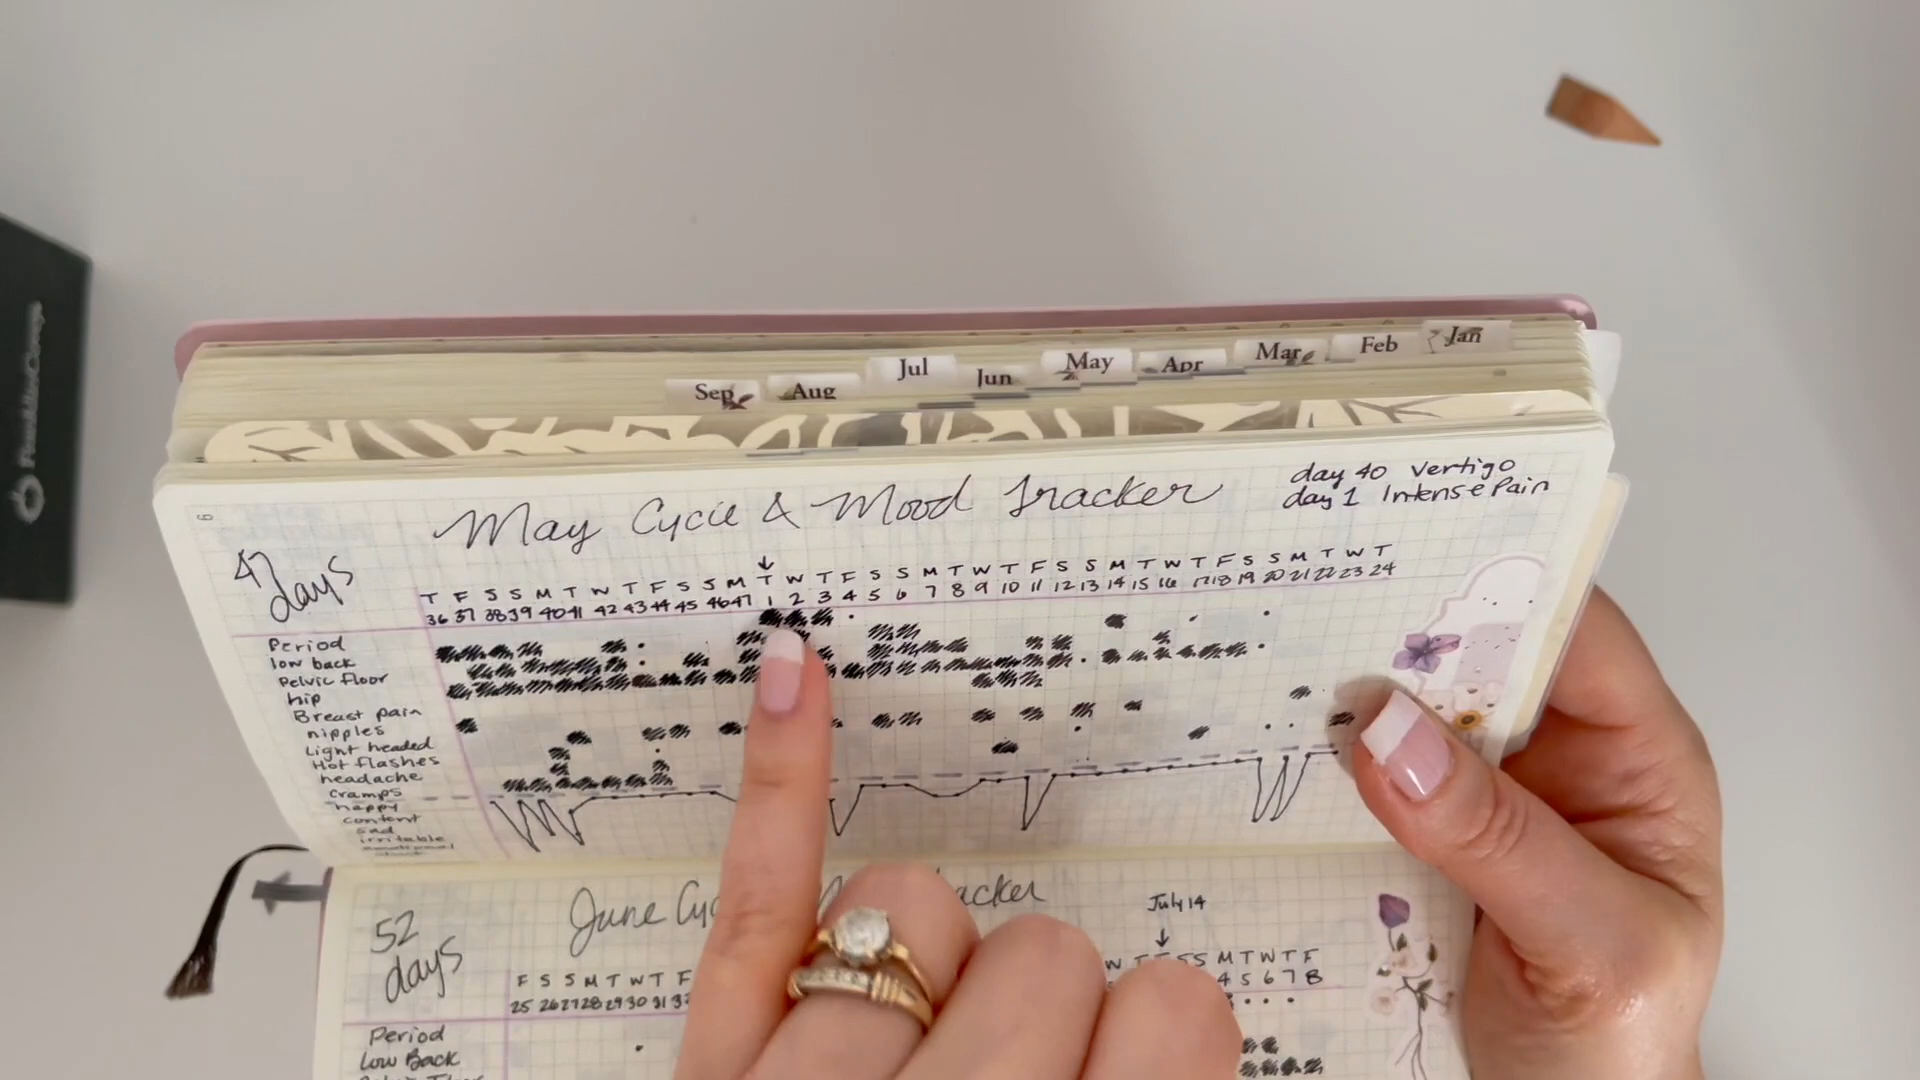 Jan
Feb
Mar
Apr
May
Jun
Jul
Aug
Sep
6
May Cycle & Mood Tracker
day 40 Vertigo
day 1 Intense Pain
47
days
T F S S M T W T F S S M T W T F S S M T W T F S S M T W T F S S M T W T
36 37 38 39 40 41 42 43 44 45 46 47 1 2 3 4 5 6 7 8 9 10 11 12 13 14 15 16 17 18 19 20 21 22 23 24
Period
low back
Pelvic floor
hip
Breast pain
nipples
Light headed
Hot flashes
headache
cramps
happy
content
sad
irritable
52
days
June
July 14
F S S M T W T F
W T S S M T W T F
25 26 27 28 29 30 31
4 5 6 7 8
Period
Low Back